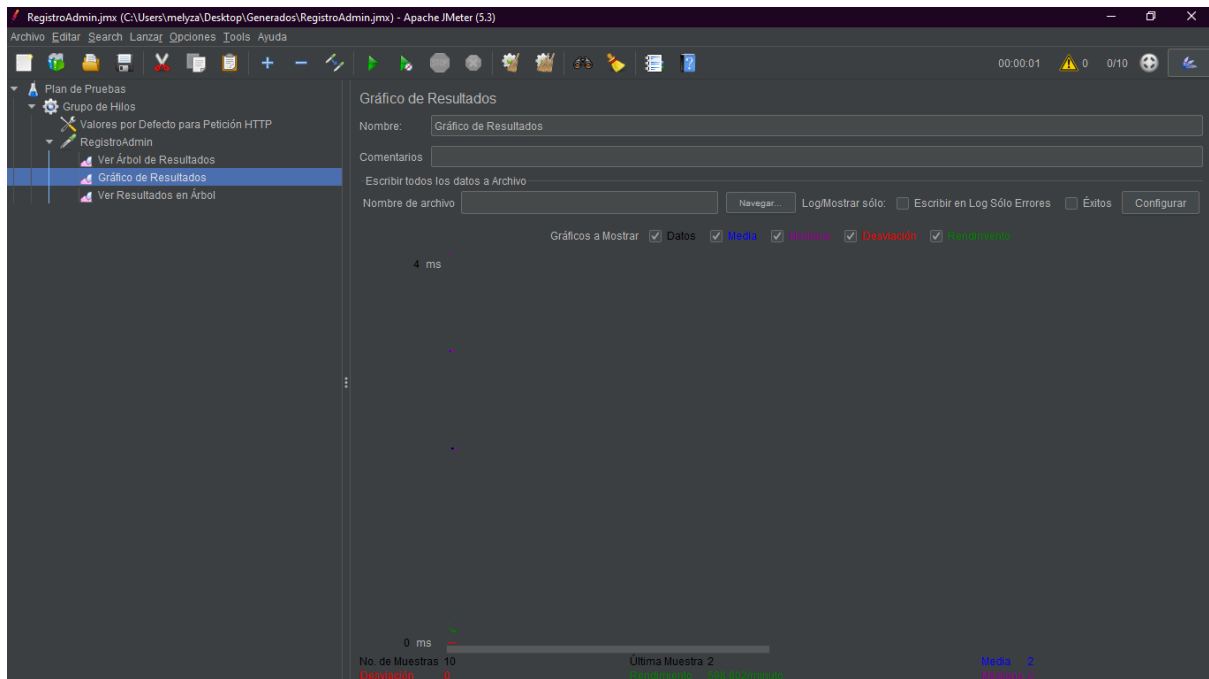 RegistroAdmin.jmx (C:\Users\melyza\Desktop\Generados\RegistroAdmin.jmx) - Apache JMeter (5.3)
Archivo Editar Search Lanzar Opciones Tools Ayuda
00:00:01 0 0/10
Plan de Pruebas
Grupo de Hilos
Valores por Defecto para Petición HTTP
RegistroAdmin
Ver Árbol de Resultados
Gráfico de Resultados
Ver Resultados en Árbol
Gráfico de Resultados
Nombre: Gráfico de Resultados
Comentarios
Escribir todos los datos a Archivo
Nombre de archivo Navegar... Log/Mostrar sólo: Escribir en Log Sólo Errores Éxitos Configurar
Gráficos a Mostrar Datos Media Mediana Desviación Rendimiento
4 ms
0 ms
No. de Muestras 10 Última Muestra 2 Media 2
Desviación 0 Rendimiento Mediana